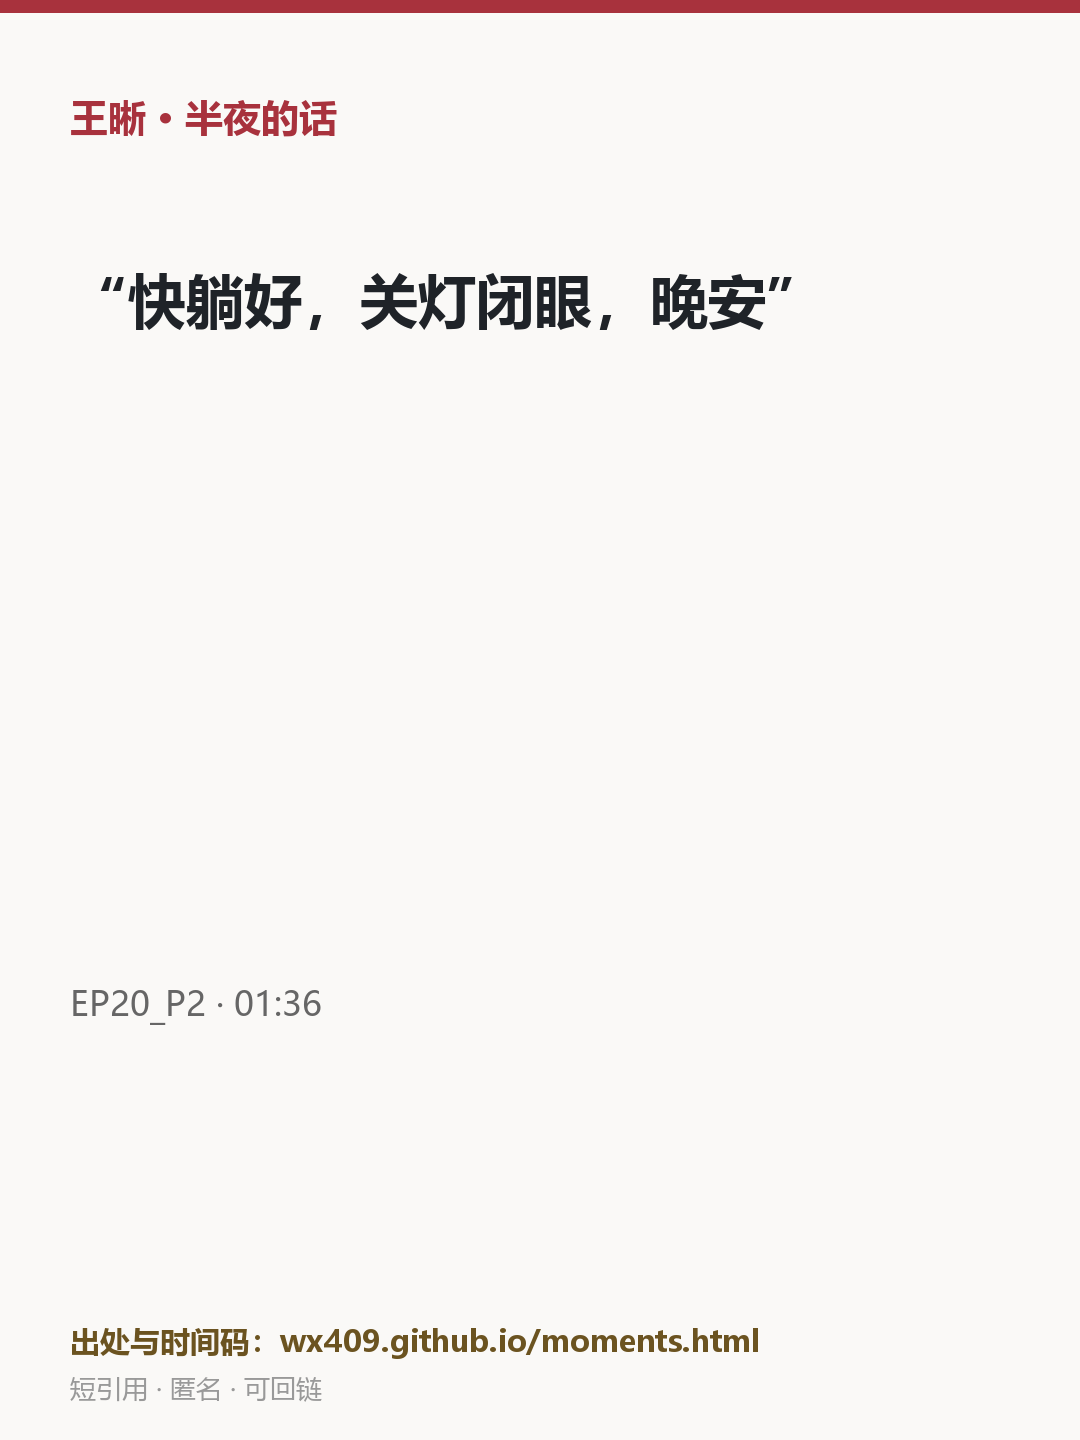 王晰·半夜的话
“快躺好，关灯闭眼，晚安”
EP20_P2 · 01:36
出处与时间码：wx409.github.io/moments.html
短引用 · 匿名 · 可回链